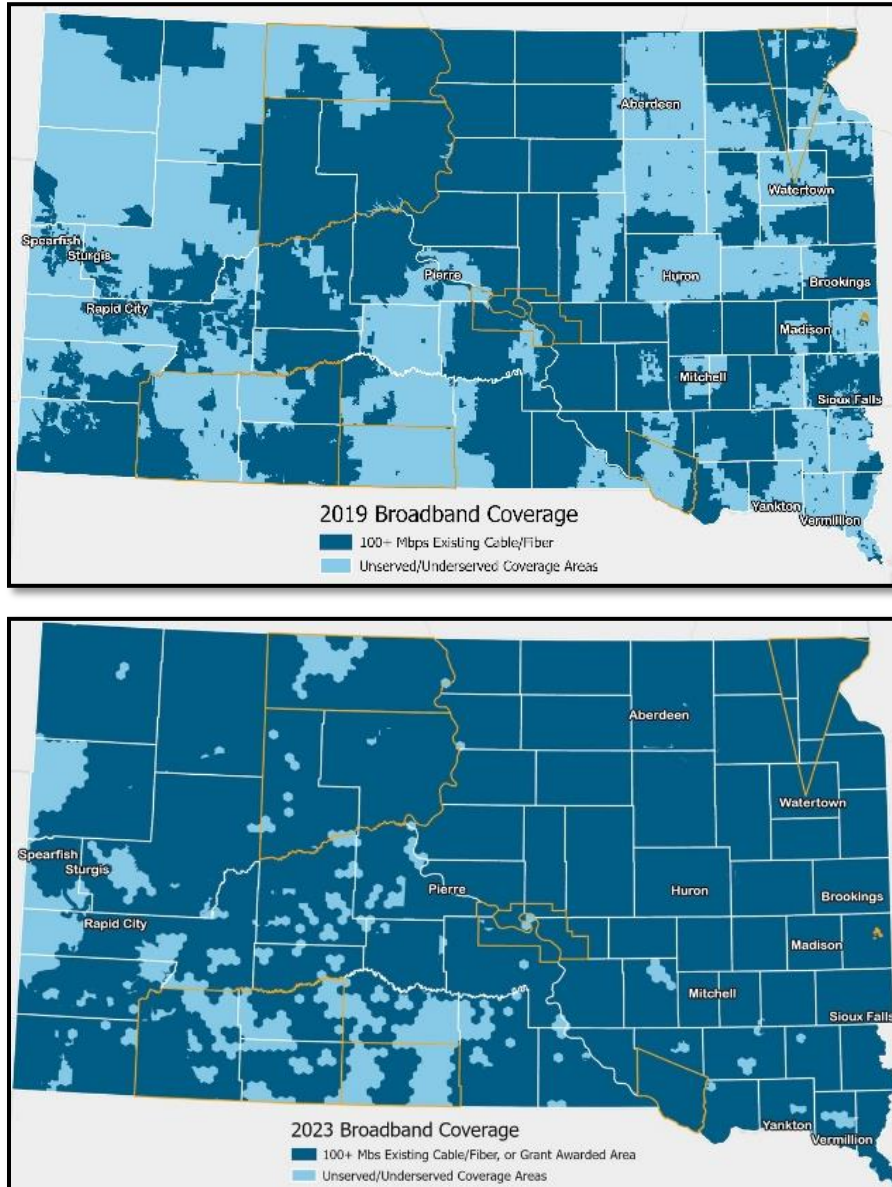 Aberdeen
Watertown
Spearfish
Sturgis
Pierre
Huron
Brookings
Rapid City
Madison
Mitchell
Sioux Falls
Yankton
Vermillion
2019 Broadband Coverage
100+ Mbps Existing Cable/Fiber
Unserved/Underserved Coverage Areas
Aberdeen
Watertown
Spearfish
Sturgis
Pierre
Huron
Brookings
Rapid City
Madison
Mitchell
Sioux Falls
Yankton
Vermillion
2023 Broadband Coverage
100+ Mbs Existing Cable/Fiber, or Grant Awarded Area
Unserved/Underserved Coverage Areas